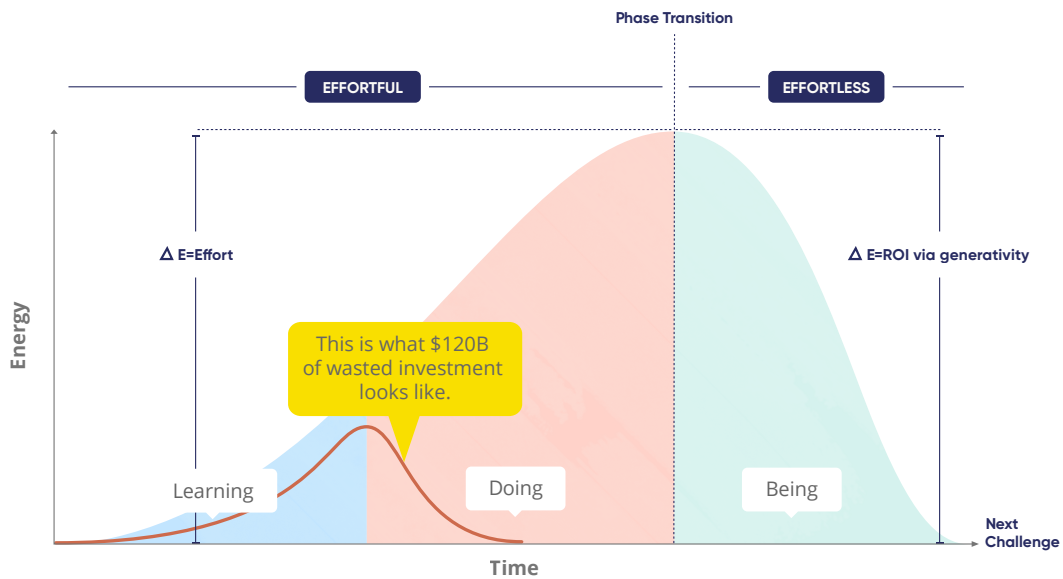 Phase Transition
EFFORTFUL
EFFORTLESS
Δ E=Effort
Δ E=ROI via generativity
Energy
This is what $120B
of wasted investment
looks like.
Learning
Doing
Being
Next
Challenge
Time